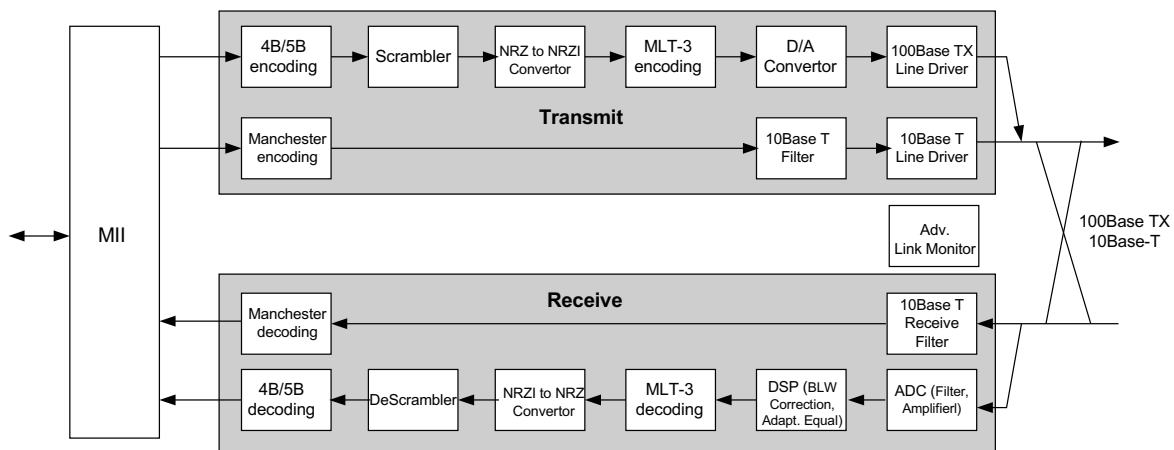 4B/5B
encoding
Scrambler
NRZ to NRZI
Convertor
MLT-3
encoding
D/A
Convertor
100Base TX
Line Driver
Transmit
Manchester
encoding
10Base T
Filter
10Base T
Line Driver
MII
Adv.
Link Monitor
100Base TX
10Base-T
Receive
Manchester
decoding
10Base T
Receive
Filter
4B/5B
decoding
DeScrambler
NRZI to NRZ
Convertor
MLT-3
decoding
DSP (BLW
Correction,
Adapt. Equal)
ADC (Filter,
Amplifierl)